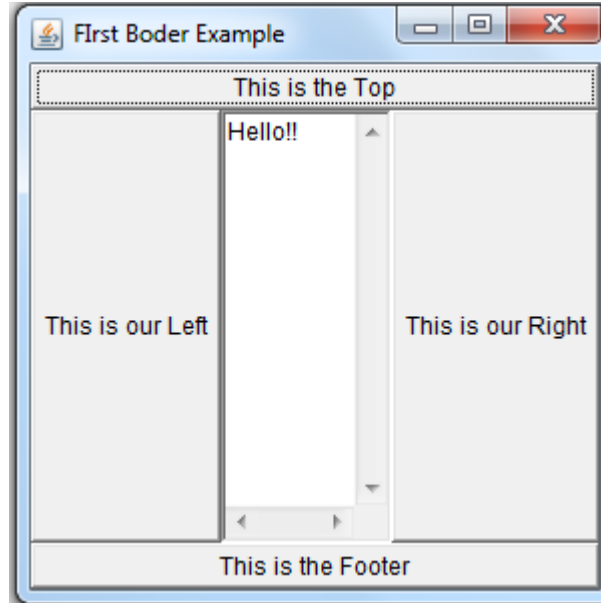 FIrst Boder Example
This is the Top
Hello!!
This is our Left
This is our Right
This is the Footer